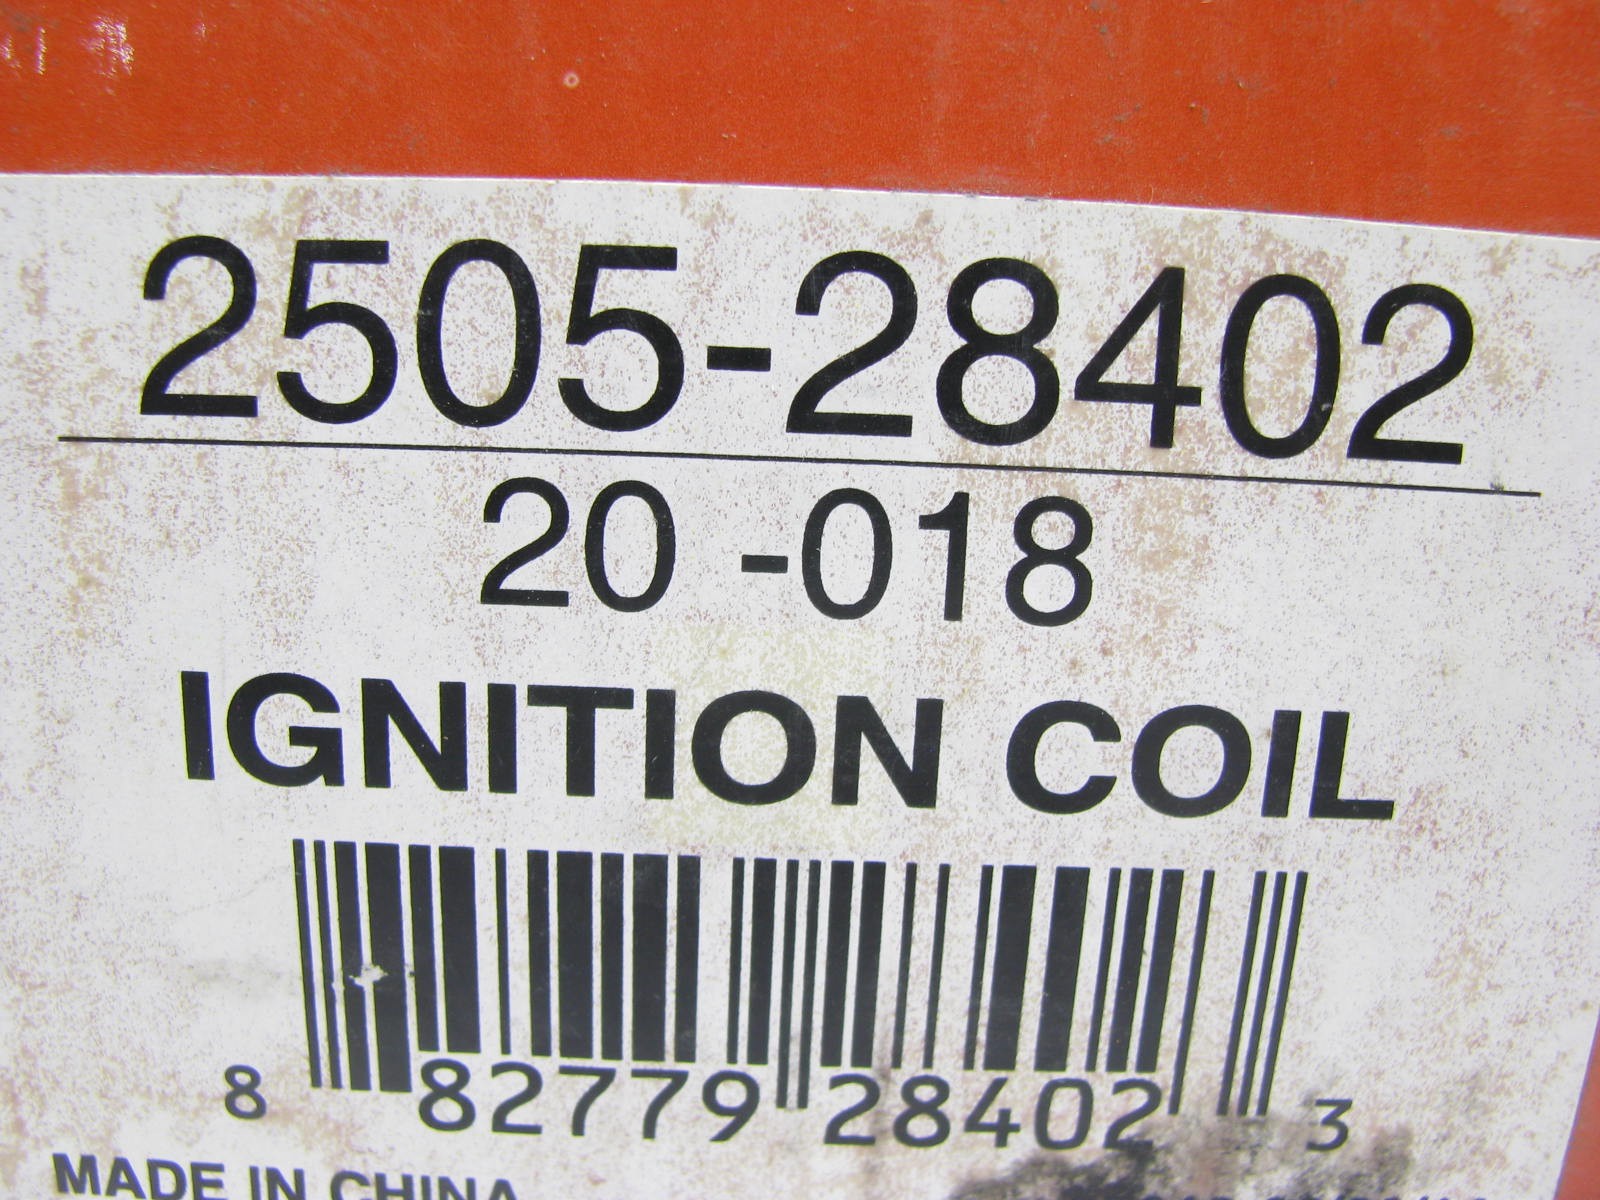 2505-28402
20 -018
IGNITION COIL
8 82779 28402 3
MADE IN CHINA